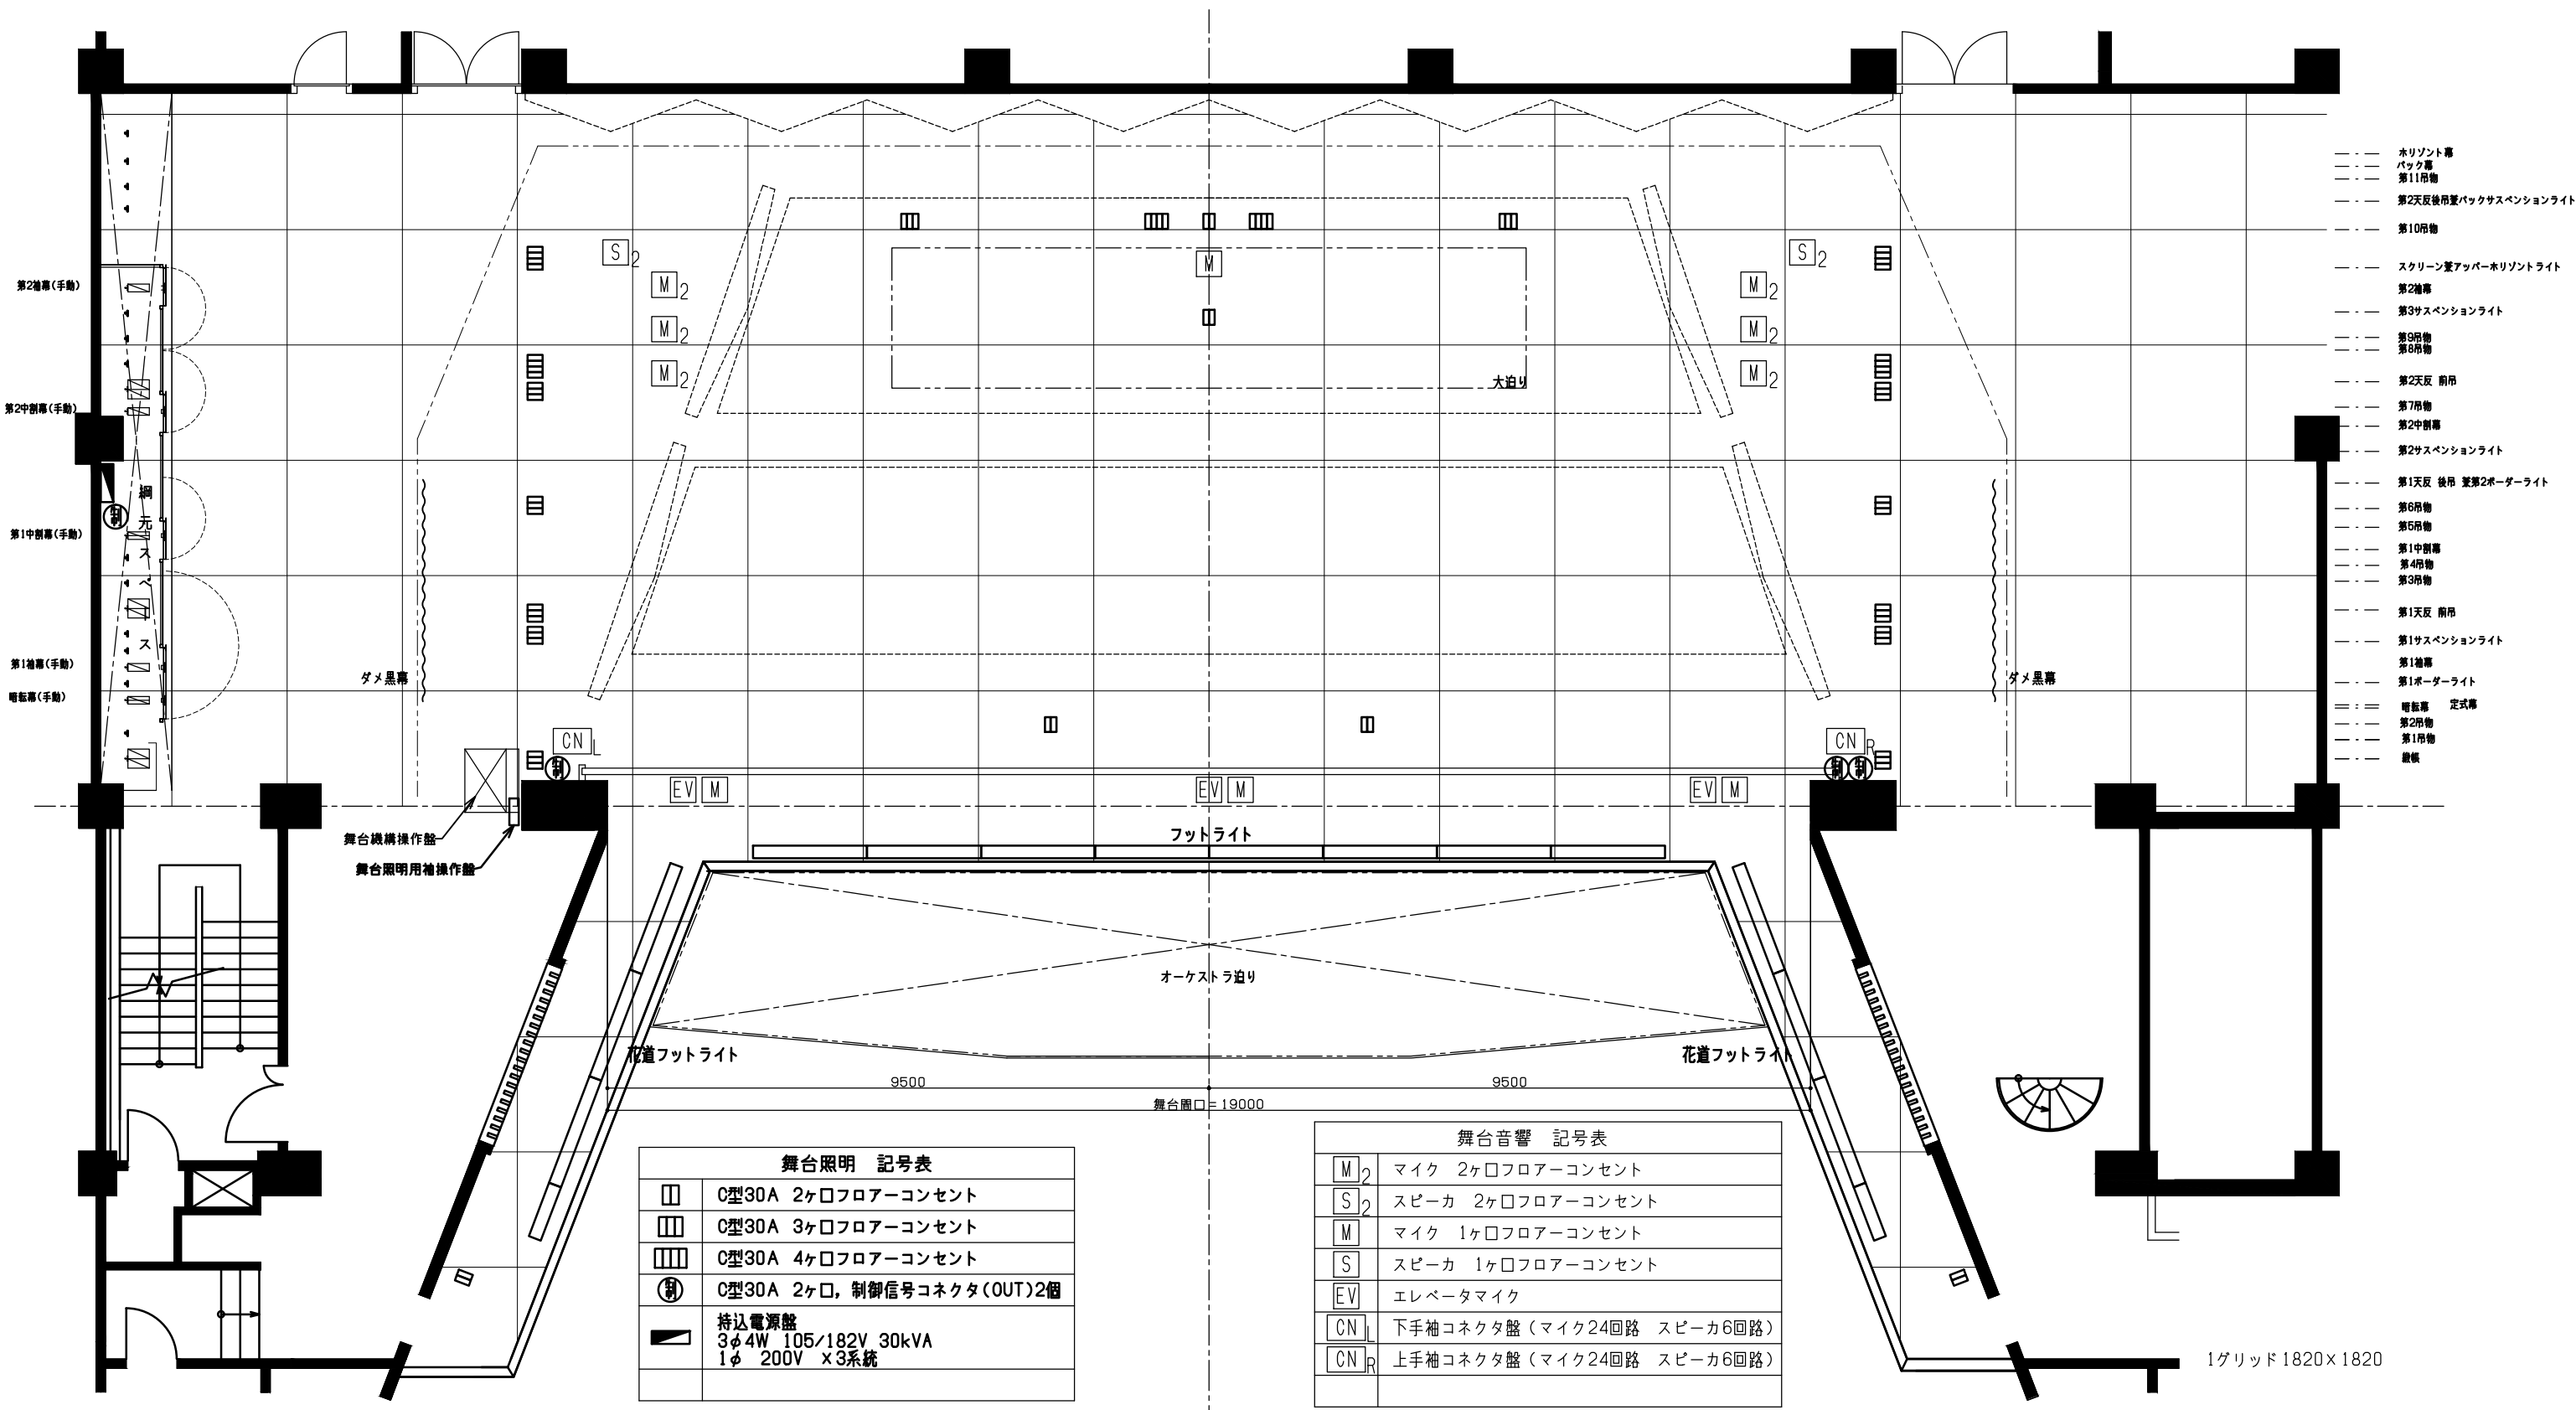 ホリゾント幕
バック幕
第11吊物
第2天反後吊兼バックサスペンションライト
第10吊物
スクリーン兼アッパーホリゾントライト
第2袖幕
第3サスペンションライト
第9吊物
第8吊物
第2天反 前吊
第7吊物
第2中割幕
第2サスペンションライト
第1天反 後吊 兼第2ボーダーライト
第6吊物
第5吊物
第1中割幕
第4吊物
第3吊物
第1天反 前吊
第1サスペンションライト
第1袖幕
第1ボーダーライト
暗転幕 定式幕
第2吊物
第1吊物
緞帳
第2袖幕(手動)
第2中割幕(手動)
第1中割幕(手動)
第1袖幕(手動)
暗転幕(手動)
綱元スペース
制
S2
M
S2
M2
M2
M2
M2
M2
M2
大迫り
ダメ黒幕
ダメ黒幕
CN L
制
CN R
制 制
EV M
EV M
EV M
舞台機構操作盤
舞台照明用袖操作盤
フットライト
オーケストラ迫り
花道フットライト
花道フットライト
9500
9500
舞台間口=19000
舞台照明 記号表
C型30A 2ヶ口フロアーコンセント
C型30A 3ヶ口フロアーコンセント
C型30A 4ヶ口フロアーコンセント
制 C型30A 2ヶ口, 制御信号コネクタ(OUT)2個
持込電源盤
3φ4W 105/182V 30kVA
1φ 200V ×3系統
舞台音響 記号表
M2 マイク 2ヶ口フロアーコンセント
S2 スピーカ 2ヶ口フロアーコンセント
M マイク 1ヶ口フロアーコンセント
S スピーカ 1ヶ口フロアーコンセント
EV エレベータマイク
CN L 下手袖コネクタ盤(マイク24回路 スピーカ6回路)
CN R 上手袖コネクタ盤(マイク24回路 スピーカ6回路)
1グリッド1820×1820